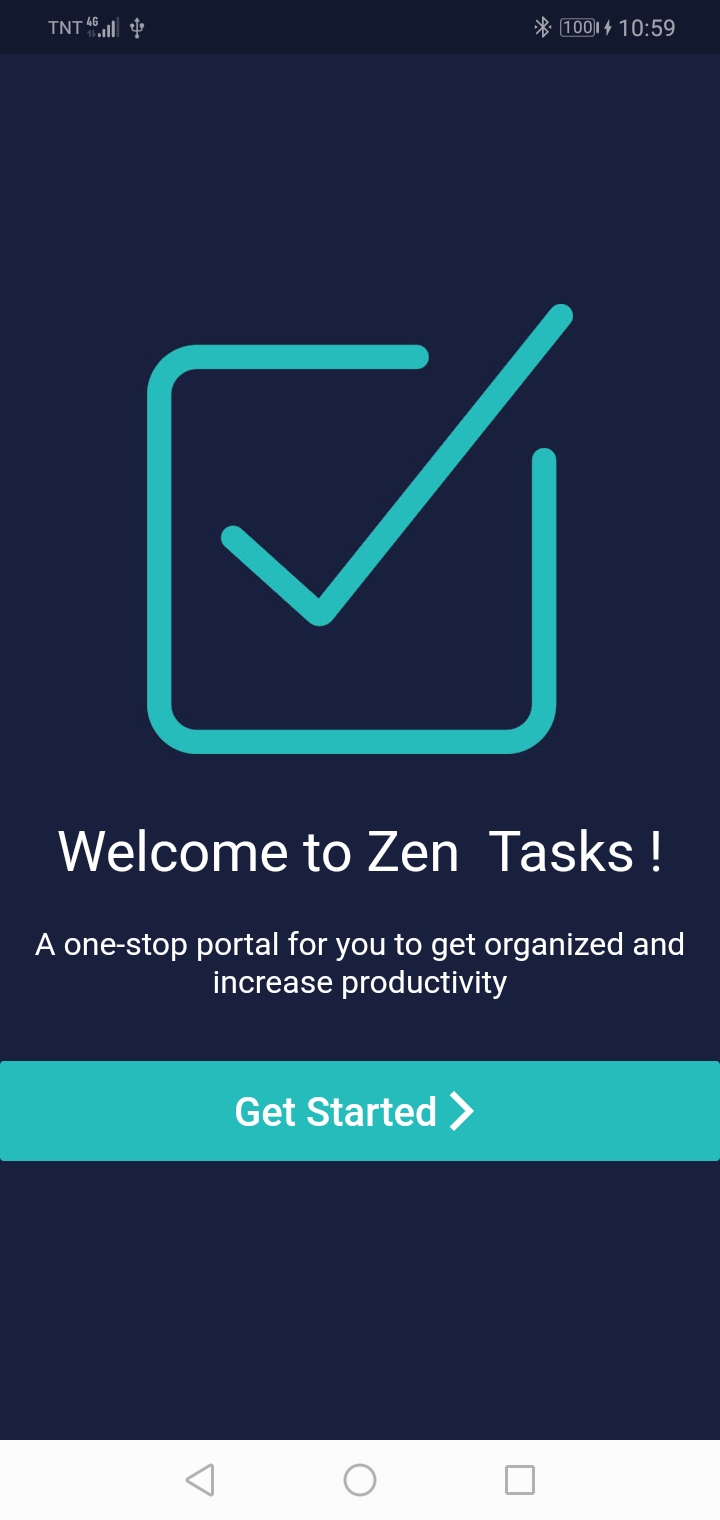 TNT 4G 100 10:59
Welcome to Zen  Tasks !
A one-stop portal for you to get organized and
increase productivity
Get Started